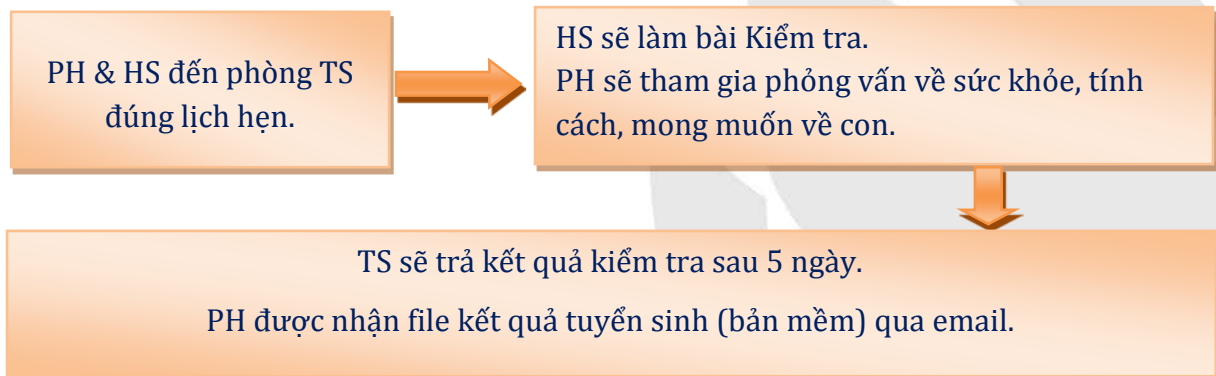 PH & HS đến phòng TS
đúng lịch hẹn.
HS sẽ làm bài Kiểm tra.
PH sẽ tham gia phỏng vấn về sức khỏe, tính
cách, mong muốn về con.
TS sẽ trả kết quả kiểm tra sau 5 ngày.
PH được nhận file kết quả tuyển sinh (bản mềm) qua email.